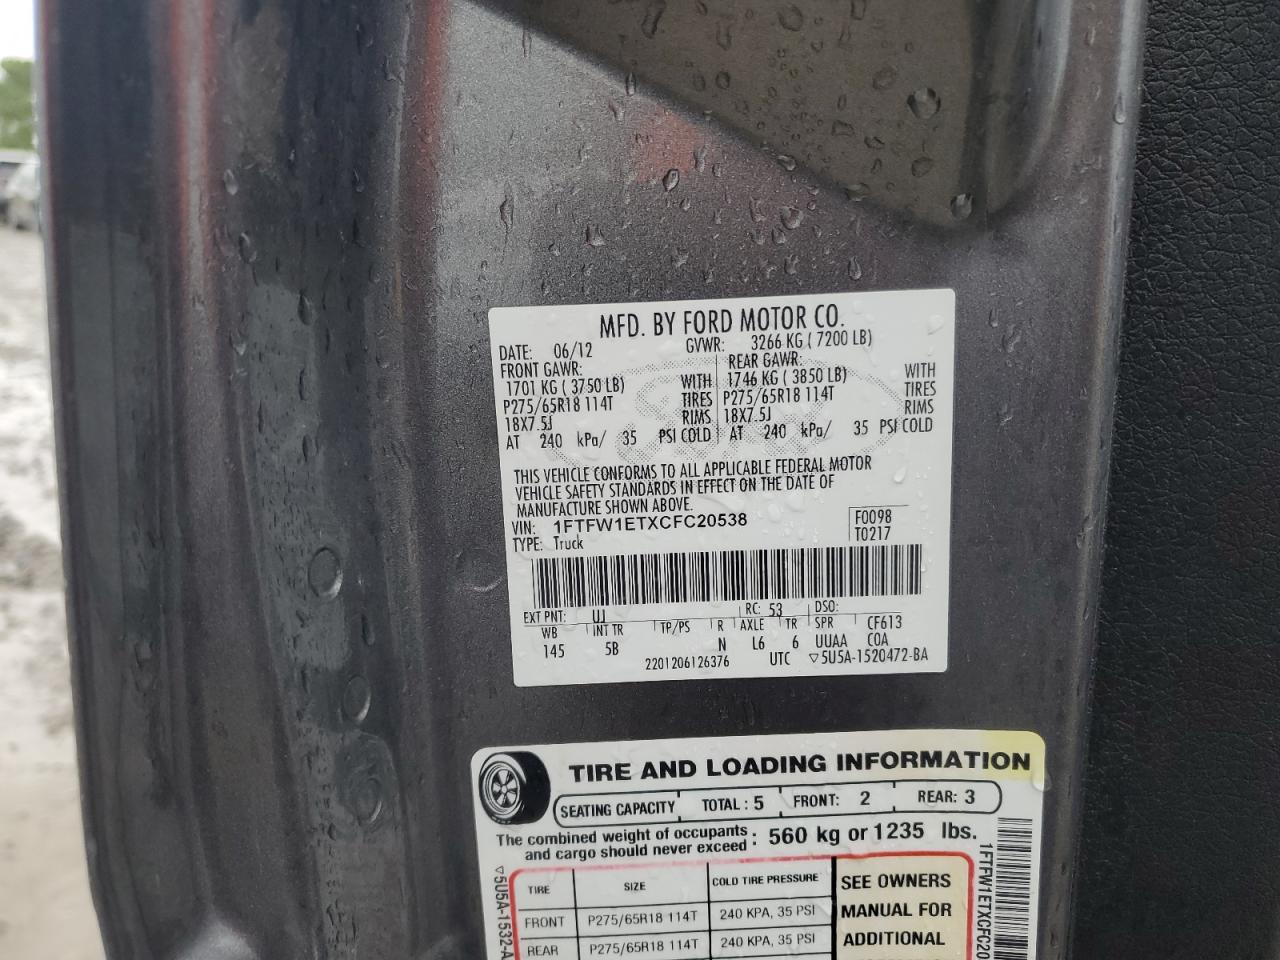 MFD. BY FORD MOTOR CO.
DATE: 06/12 GVWR: 3266 KG ( 7200 LB)
FRONT GAWR: REAR GAWR:
1701 KG ( 3750 LB) WITH 1746 KG ( 3850 LB) WITH
P275/65R18 114T TIRES P275/65R18 114T TIRES
18X7.5J RIMS 18X7.5J RIMS
AT 240 kPa/ 35 PSI COLD AT 240 kPa/ 35 PSI COLD
THIS VEHICLE CONFORMS TO ALL APPLICABLE FEDERAL MOTOR
VEHICLE SAFETY STANDARDS IN EFFECT ON THE DATE OF
MANUFACTURE SHOWN ABOVE.
VIN: 1FTFW1ETXCFC20538 F0098
TYPE: Truck T0217
EXT PNT: UJ RC: 53 DSO:
WB INT TR TP/PS R AXLE TR SPR CF613
145 5B N L6 6 UUAA COA
2201206126376 UTC ▽5U5A-1520472-BA
TIRE AND LOADING INFORMATION
SEATING CAPACITY TOTAL : 5 FRONT: 2 REAR: 3
The combined weight of occupants : 560 kg or 1235 lbs.
and cargo should never exceed
TIRE SIZE COLD TIRE PRESSURE SEE OWNERS
FRONT P275/65R18 114T 240 KPA, 35 PSI MANUAL FOR
REAR P275/65R18 114T 240 KPA, 35 PSI ADDITIONAL
▽5U5A-1532-A
1FTFW1ETXCFC20